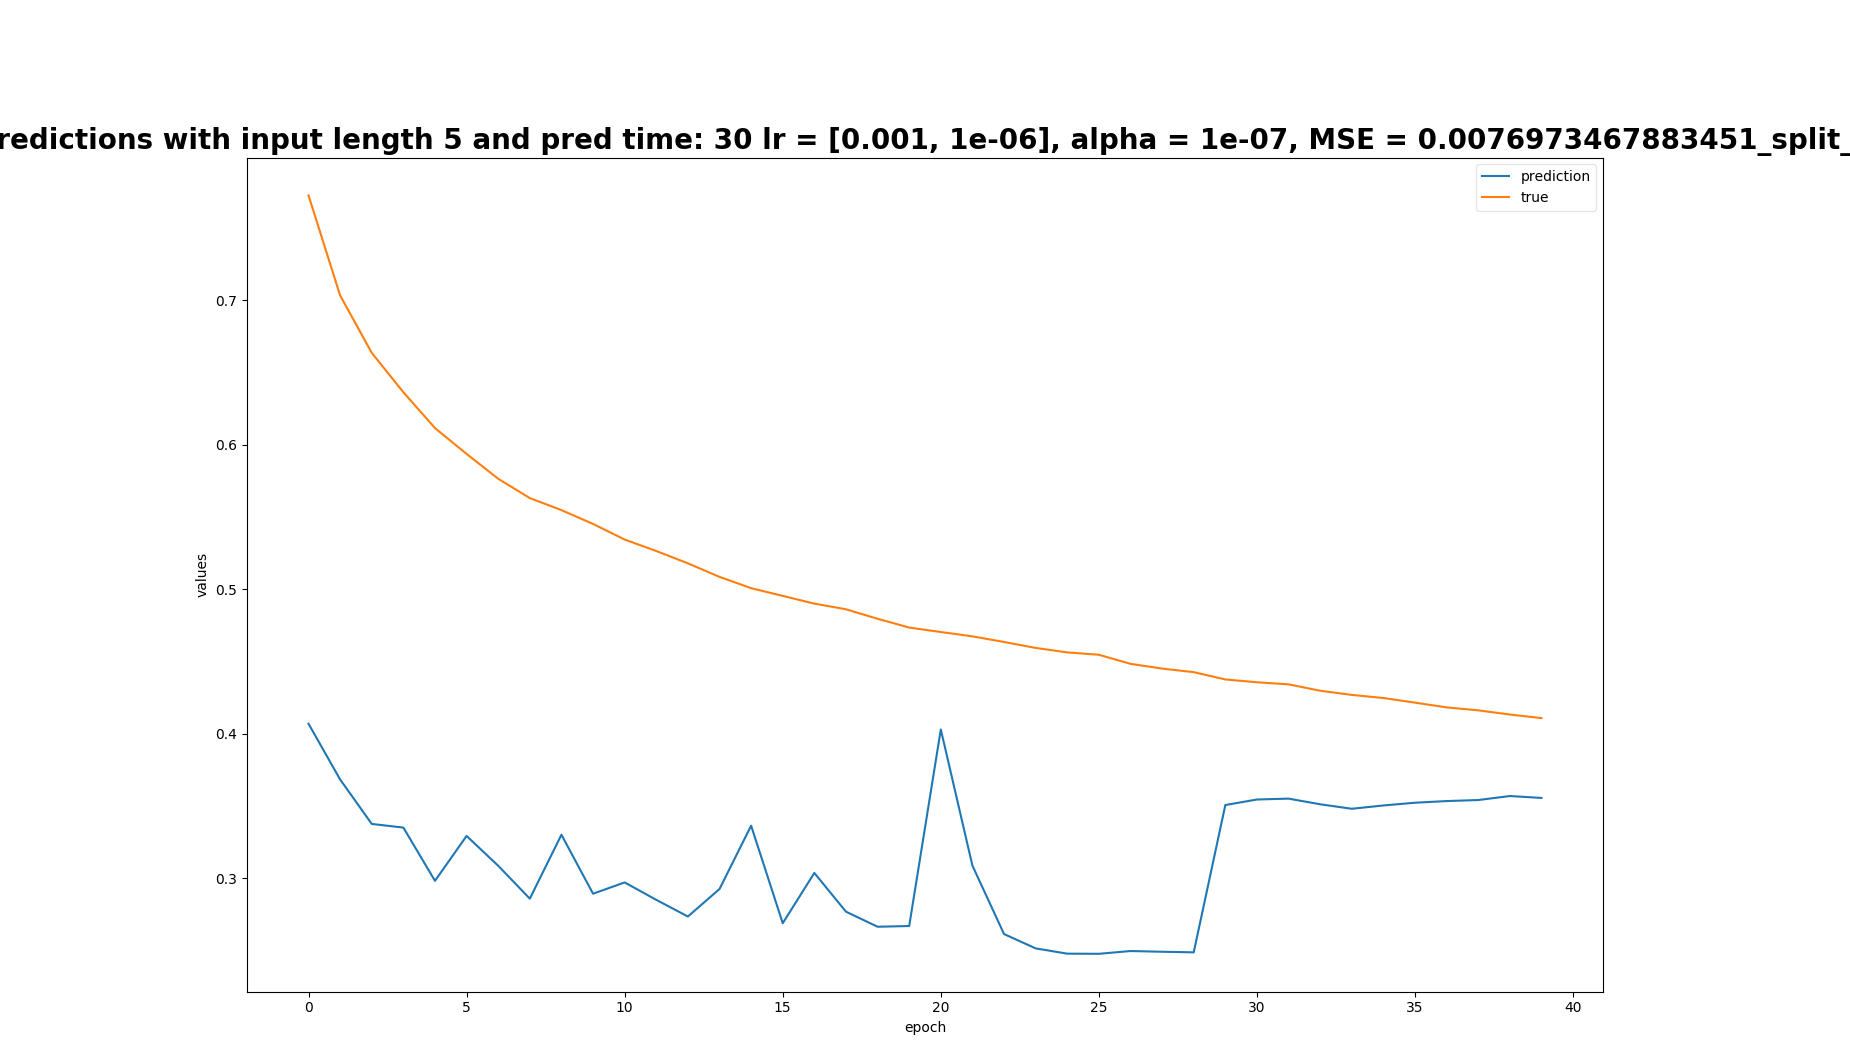 redictions with input length 5 and pred time: 30 lr = [0.001, 1e-06], alpha = 1e-07, MSE = 0.0076973467883451_split_
prediction
true
0.7
0.6
0.5
0.4
0.3
values
0 5 10 15 20 25 30 35 40
epoch